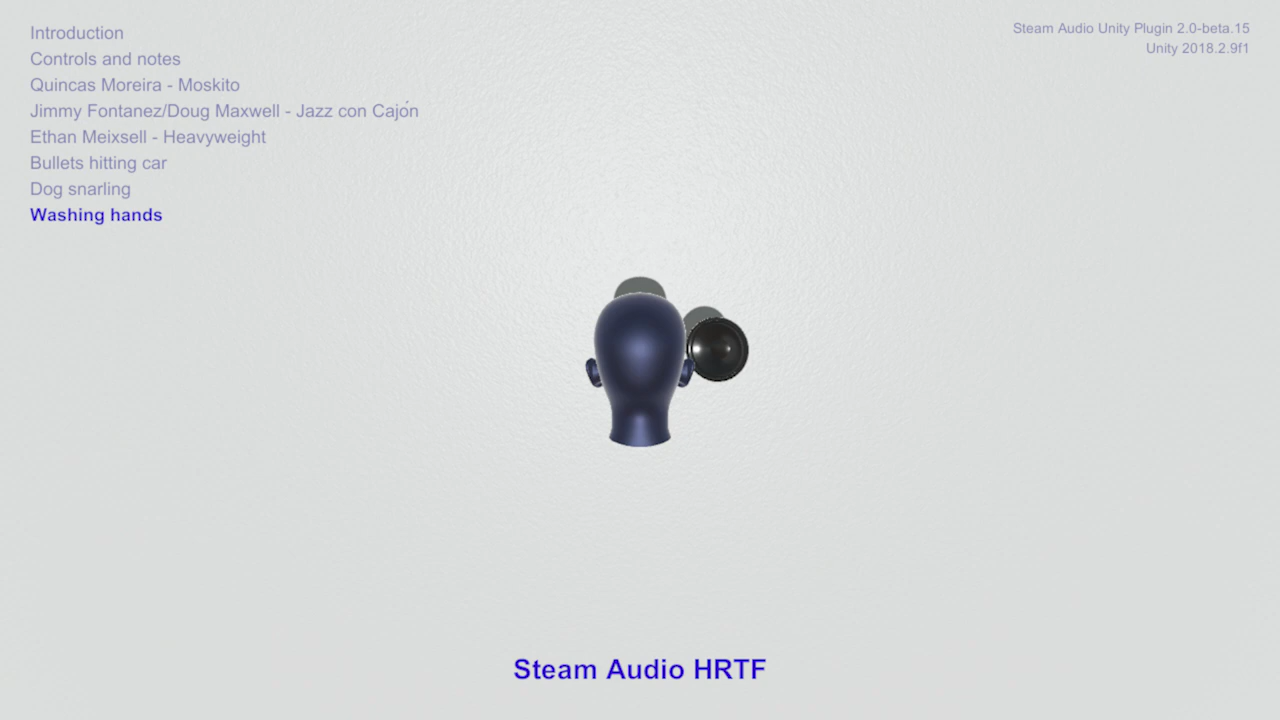 Introduction
Controls and notes
Quincas Moreira - Moskito
Jimmy Fontanez/Doug Maxwell - Jazz con Cajón
Ethan Meixsell - Heavyweight
Bullets hitting car
Dog snarling
Washing hands
Steam Audio Unity Plugin 2.0-beta.15
Unity 2018.2.9f1
Steam Audio HRTF